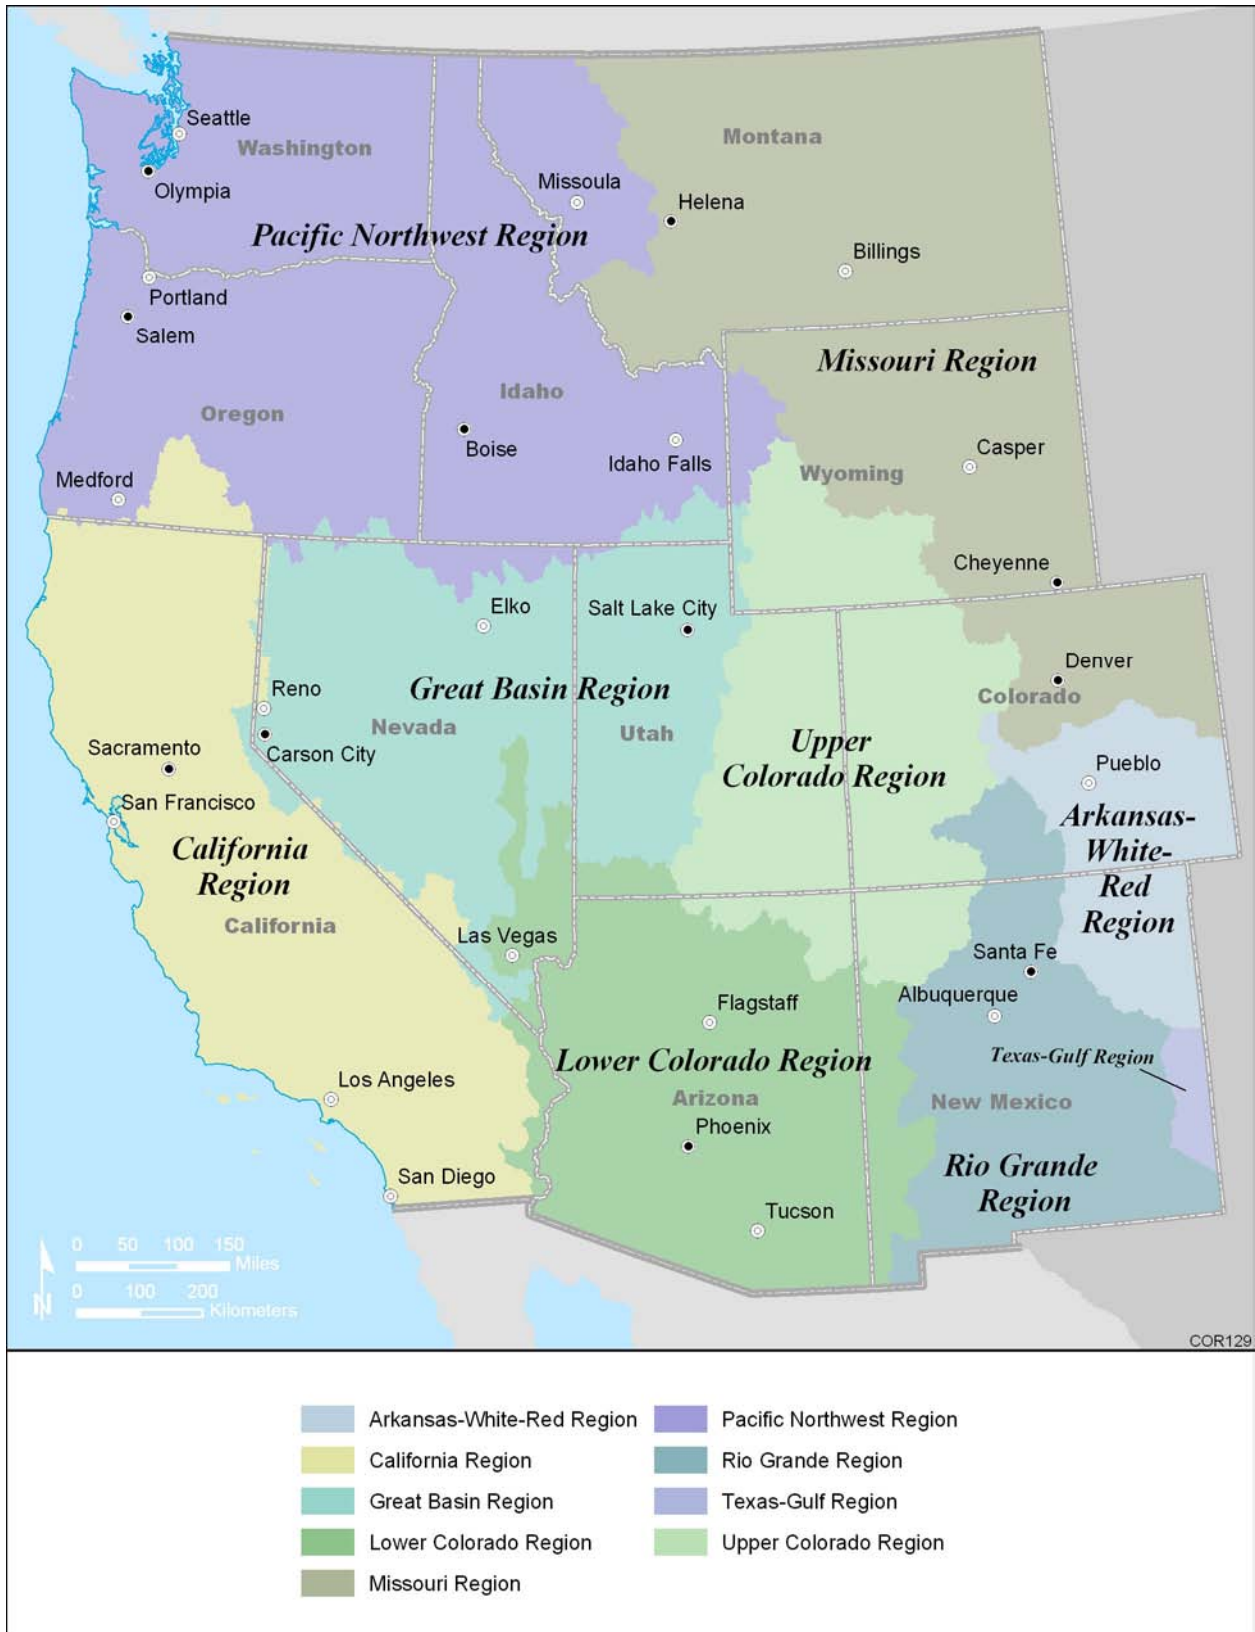 Seattle
Washington
Montana
Olympia
Missoula
Helena
Pacific Northwest Region
Billings
Portland
Salem
Missouri Region
Idaho
Oregon
Boise
Idaho Falls
Casper
Wyoming
Medford
Cheyenne
Elko
Salt Lake City
Denver
Reno
Great Basin Region
Colorado
Nevada
Utah
Sacramento
Carson City
Upper
Colorado Region
Pueblo
San Francisco
Arkansas-
White-
Red
Region
California
Region
California
Las Vegas
Santa Fe
Albuquerque
Flagstaff
Lower Colorado Region
Texas-Gulf Region
Los Angeles
Arizona
New Mexico
Phoenix
Rio Grande
Region
San Diego
Tucson
0 50 100 150
Miles
0 100 200
Kilometers
N
COR129
Arkansas-White-Red Region
Pacific Northwest Region
California Region
Rio Grande Region
Great Basin Region
Texas-Gulf Region
Lower Colorado Region
Upper Colorado Region
Missouri Region